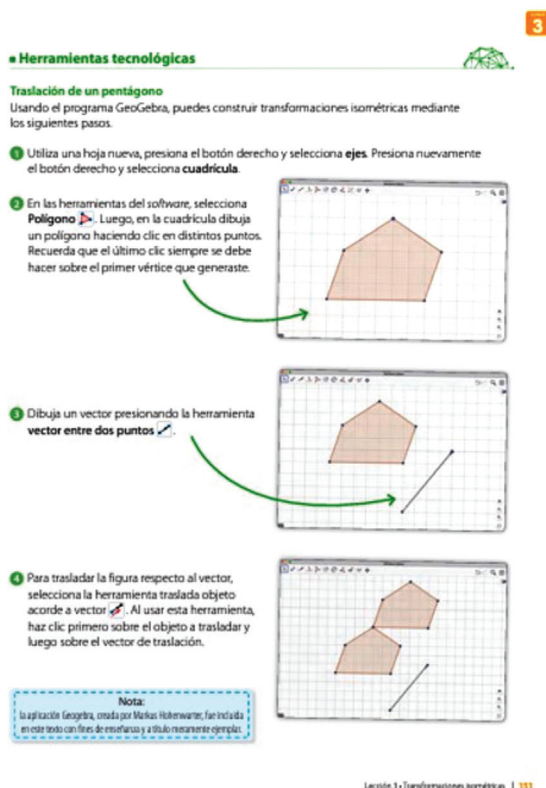 3
Herramientas tecnológicas
Traslación de un pentágono
Usando el programa GeoGebra, puedes construir transformaciones isométricas mediante
los siguientes pasos.
1 Utiliza una hoja nueva, presiona el botón derecho y selecciona ejes. Presiona nuevamente
el botón derecho y selecciona cuadrícula.
2 En las herramientas del software, selecciona
Polígono . Luego, en la cuadrícula dibuja
un polígono haciendo clic en distintos puntos.
Recuerda que el último clic siempre se debe
hacer sobre el primer vértice que generaste.
3 Dibuja un vector presionando la herramienta
vector entre dos puntos .
4 Para trasladar la figura respecto al vector,
selecciona la herramienta traslada objeto
acorde a vector . Al usar esta herramienta,
haz clic primero sobre el objeto a trasladar y
luego sobre el vector de traslación.
Nota:
la aplicación Geogebra, creada por Markus Hohenwarter, fue incluida
en este texto con fines de enseñanza y a título meramente ejemplar.
Lección 3 • Transformaciones isométricas | 153